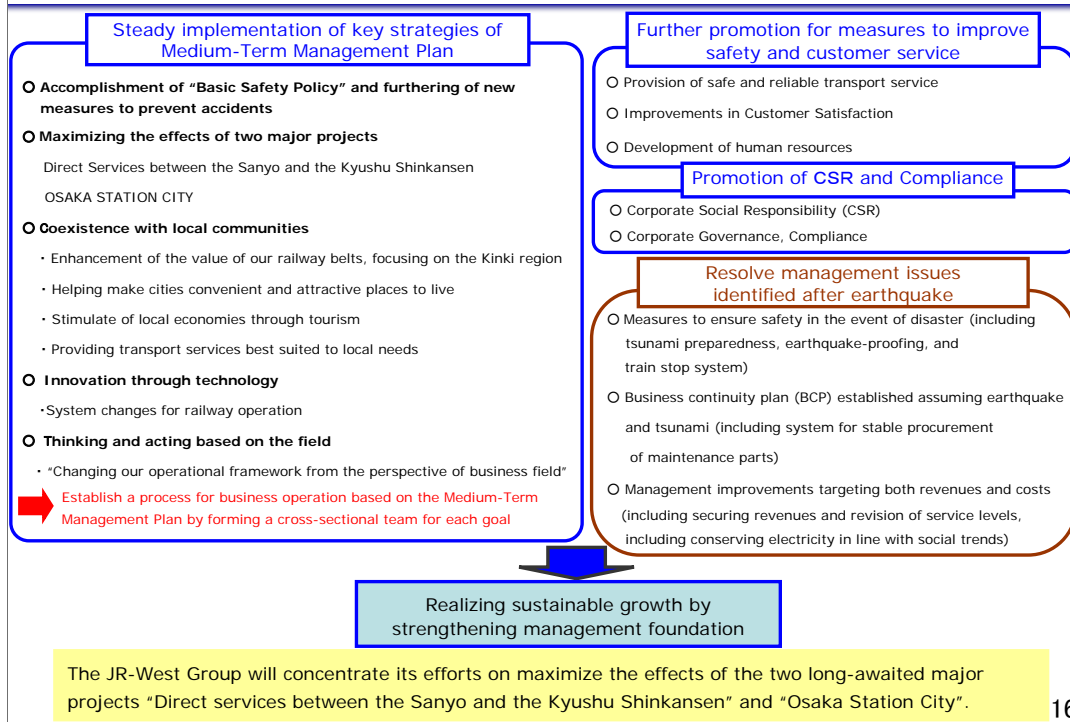 Steady implementation of key strategies of
Medium-Term Management Plan
○ Accomplishment of "Basic Safety Policy" and furthering of new
measures to prevent accidents
○ Maximizing the effects of two major projects
Direct Services between the Sanyo and the Kyushu Shinkansen
OSAKA STATION CITY
○ Coexistence with local communities
・Enhancement of the value of our railway belts, focusing on the Kinki region
・Helping make cities convenient and attractive places to live
・Stimulate of local economies through tourism
・Providing transport services best suited to local needs
○ Innovation through technology
・System changes for railway operation
○ Thinking and acting based on the field
・"Changing our operational framework from the perspective of business field"
Establish a process for business operation based on the Medium-Term
Management Plan by forming a cross-sectional team for each goal
Further promotion for measures to improve
safety and customer service
○ Provision of safe and reliable transport service
○ Improvements in Customer Satisfaction
○ Development of human resources
Promotion of CSR and Compliance
○ Corporate Social Responsibility (CSR)
○ Corporate Governance, Compliance
Resolve management issues
identified after earthquake
○ Measures to ensure safety in the event of disaster (including
tsunami preparedness, earthquake-proofing, and
train stop system)
○ Business continuity plan (BCP) established assuming earthquake
and tsunami (including system for stable procurement
of maintenance parts)
○ Management improvements targeting both revenues and costs
(including securing revenues and revision of service levels,
including conserving electricity in line with social trends)
Realizing sustainable growth by
strengthening management foundation
The JR-West Group will concentrate its efforts on maximize the effects of the two long-awaited major
projects "Direct services between the Sanyo and the Kyushu Shinkansen" and "Osaka Station City".
16